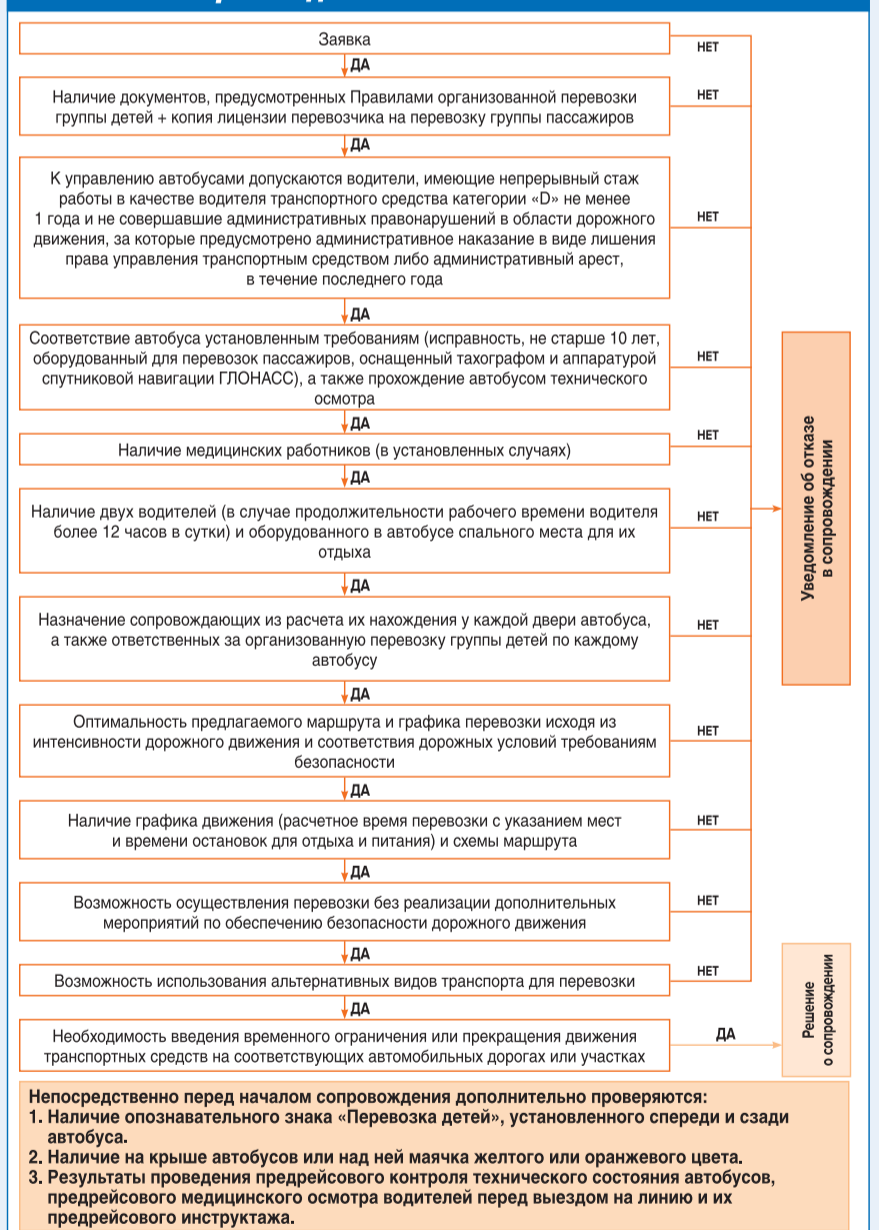 Заявка
НЕТ
ДА
Наличие документов, предусмотренных Правилами организованной перевозки
группы детей + копия лицензии перевозчика на перевозку группы пассажиров
НЕТ
ДА
К управлению автобусами допускаются водители, имеющие непрерывный стаж
работы в качестве водителя транспортного средства категории «D» не менее
1 года и не совершавшие административных правонарушений в области дорожного
движения, за которые предусмотрено административное наказание в виде лишения
права управления транспортным средством либо административный арест,
в течение последнего года
НЕТ
ДА
Соответствие автобуса установленным требованиям (исправность, не старше 10 лет,
оборудованный для перевозок пассажиров, оснащенный тахографом и аппаратурой
спутниковой навигации ГЛОНАСС), а также прохождение автобусом технического
осмотра
НЕТ
ДА
Наличие медицинских работников (в установленных случаях)
НЕТ
ДА
Наличие двух водителей (в случае продолжительности рабочего времени водителя
более 12 часов в сутки) и оборудованного в автобусе спального места для их
отдыха
НЕТ
ДА
Назначение сопровождающих из расчета их нахождения у каждой двери автобуса,
а также ответственных за организованную перевозку группы детей по каждому
автобусу
НЕТ
ДА
Оптимальность предлагаемого маршрута и графика перевозки исходя из
интенсивности дорожного движения и соответствия дорожных условий требованиям
безопасности
НЕТ
ДА
Наличие графика движения (расчетное время перевозки с указанием мест
и времени остановок для отдыха и питания) и схемы маршрута
НЕТ
ДА
Возможность осуществления перевозки без реализации дополнительных
мероприятий по обеспечению безопасности дорожного движения
НЕТ
ДА
Возможность использования альтернативных видов транспорта для перевозки
НЕТ
ДА
Необходимость введения временного ограничения или прекращения движения
транспортных средств на соответствующих автомобильных дорогах или участках
ДА
Уведомление об отказе
в сопровождении
Решение
о сопровождении
Непосредственно перед началом сопровождения дополнительно проверяются:
1. Наличие опознавательного знака «Перевозка детей», установленного спереди и сзади
автобуса.
2. Наличие на крыше автобусов или над ней маячка желтого или оранжевого цвета.
3. Результаты проведения предрейсового контроля технического состояния автобусов,
предрейсового медицинского осмотра водителей перед выездом на линию и их
предрейсового инструктажа.